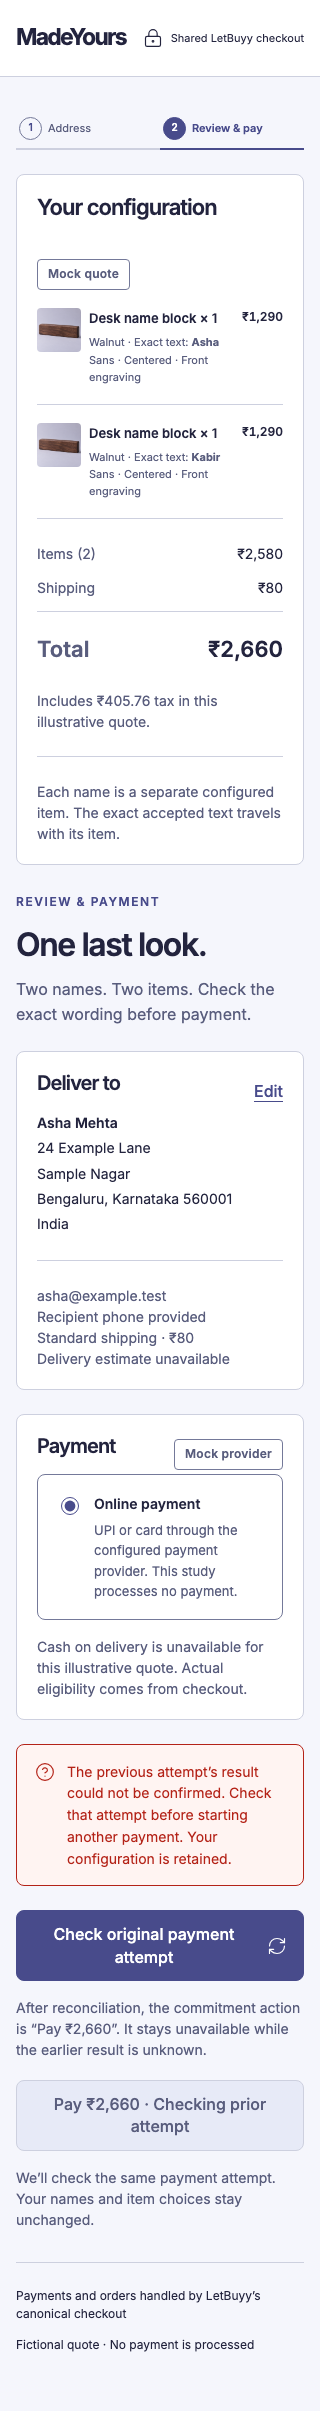 MadeYours
Shared LetBuyy checkout
1 Address
2 Review & pay
Your configuration
Mock quote
Desk name block × 1 ₹1,290
Walnut · Exact text: Asha
Sans · Centered · Front
engraving
Desk name block × 1 ₹1,290
Walnut · Exact text: Kabir
Sans · Centered · Front
engraving
Items (2) ₹2,580
Shipping ₹80
Total ₹2,660
Includes ₹405.76 tax in this
illustrative quote.
Each name is a separate configured
item. The exact accepted text travels
with its item.
REVIEW & PAYMENT
One last look.
Two names. Two items. Check the
exact wording before payment.
Deliver to
Edit
Asha Mehta
24 Example Lane
Sample Nagar
Bengaluru, Karnataka 560001
India
asha@example.test
Recipient phone provided
Standard shipping · ₹80
Delivery estimate unavailable
Payment
Mock provider
Online payment
UPI or card through the
configured payment
provider. This study
processes no payment.
Cash on delivery is unavailable for
this illustrative quote. Actual
eligibility comes from checkout.
The previous attempt’s result
could not be confirmed. Check
that attempt before starting
another payment. Your
configuration is retained.
Check original payment
attempt
After reconciliation, the commitment action
is “Pay ₹2,660”. It stays unavailable while
the earlier result is unknown.
Pay ₹2,660 · Checking prior
attempt
We’ll check the same payment attempt.
Your names and item choices stay
unchanged.
Payments and orders handled by LetBuyy’s
canonical checkout
Fictional quote · No payment is processed